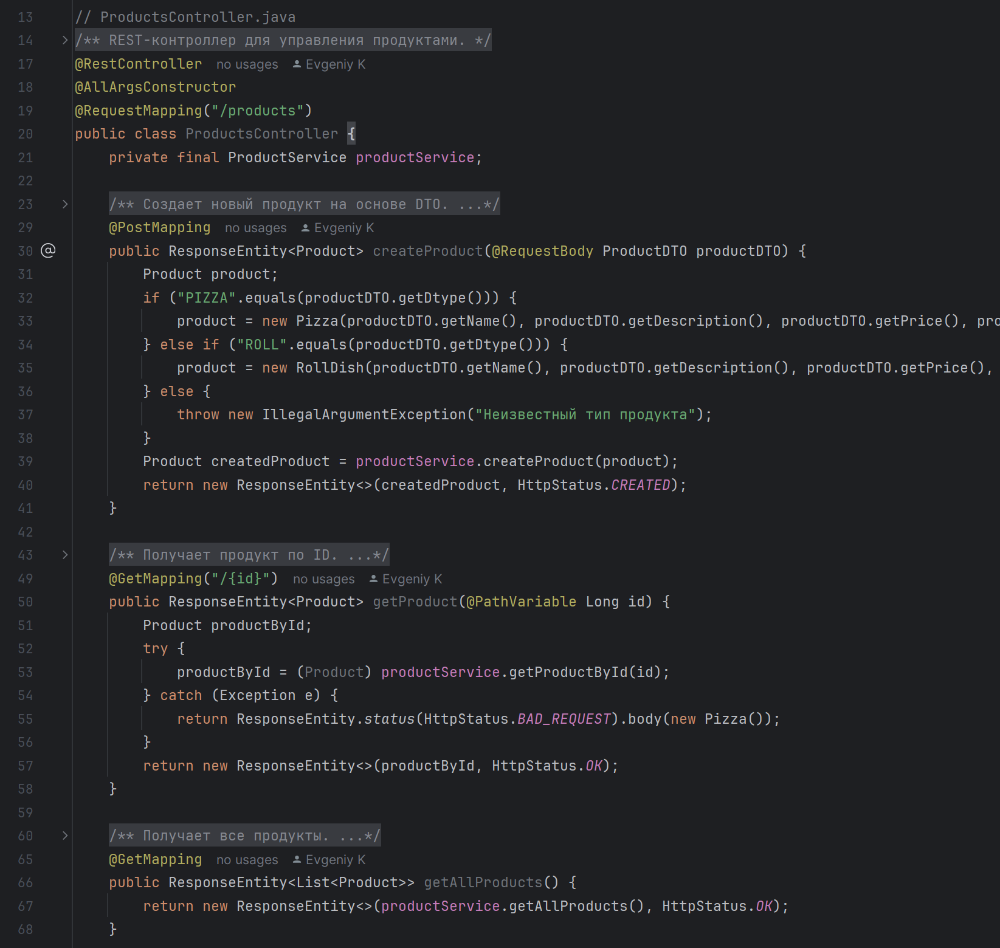 13 // ProductsController.java
14 /** REST-контроллер для управления продуктами. */
17 @RestController no usages Evgeniy K
18 @AllArgsConstructor
19 @RequestMapping("/products")
20 public class ProductsController {
21 private final ProductService productService;
22
23 /** Создает новый продукт на основе DTO. ...*/
29 @PostMapping no usages Evgeniy K
30 @ public ResponseEntity<Product> createProduct(@RequestBody ProductDTO productDTO) {
31 Product product;
32 if ("PIZZA".equals(productDTO.getDtype())) {
33 product = new Pizza(productDTO.getName(), productDTO.getDescription(), productDTO.getPrice(), pro
34 } else if ("ROLL".equals(productDTO.getDtype())) {
35 product = new RollDish(productDTO.getName(), productDTO.getDescription(), productDTO.getPrice(),
36 } else {
37 throw new IllegalArgumentException("Неизвестный тип продукта");
38 }
39 Product createdProduct = productService.createProduct(product);
40 return new ResponseEntity<>(createdProduct, HttpStatus.CREATED);
41 }
42
43 /** Получает продукт по ID. ...*/
49 @GetMapping("/{id}") no usages Evgeniy K
50 public ResponseEntity<Product> getProduct(@PathVariable Long id) {
51 Product productById;
52 try {
53 productById = (Product) productService.getProductById(id);
54 } catch (Exception e) {
55 return ResponseEntity.status(HttpStatus.BAD_REQUEST).body(new Pizza());
56 }
57 return new ResponseEntity<>(productById, HttpStatus.OK);
58 }
59
60 /** Получает все продукты. ...*/
65 @GetMapping no usages Evgeniy K
66 public ResponseEntity<List<Product>> getAllProducts() {
67 return new ResponseEntity<>(productService.getAllProducts(), HttpStatus.OK);
68 }